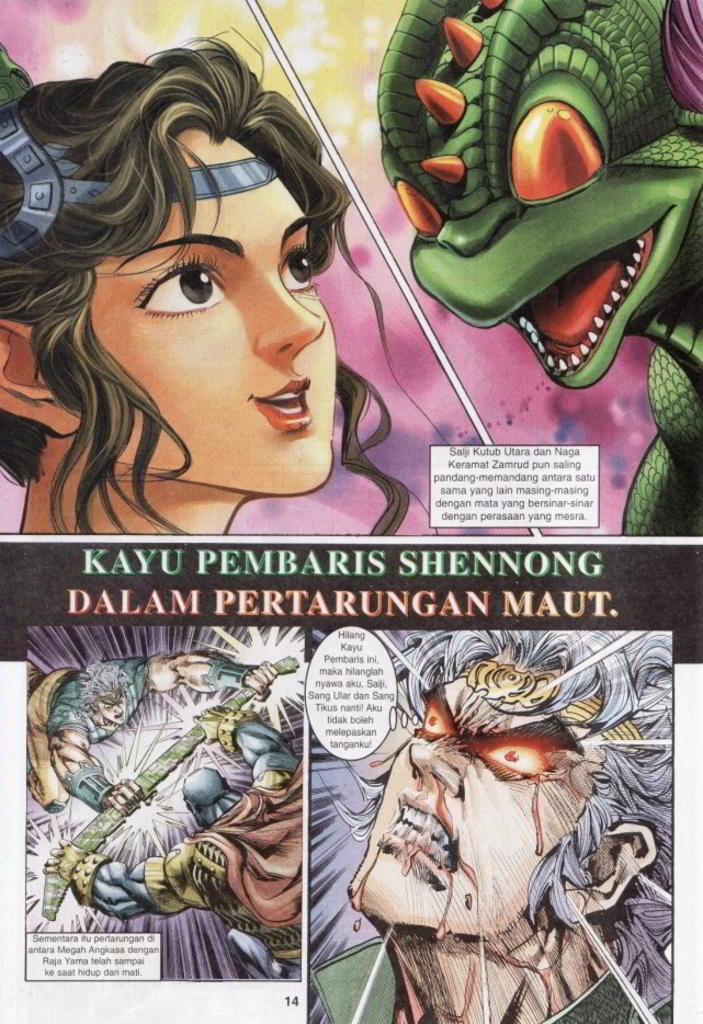 Salji Kutub Utara dan Naga
Keramat Zamrud pun saling
pandang-memandang antara satu
sama yang lain masing-masing
dengan mata yang bersinar-sinar
dengan perasaan yang mesra.
KAYU PEMBARIS SHENNONG
DALAM PERTARUNGAN MAUT.
Hilang
Kayu
Pembaris ini,
maka hilanglah
nyawa aku, Salji,
Sang Ular dan Sang
Tikus nanti! Aku
tidak boleh
melepaskan
tanganku!
Sementara itu pertarungan di
antara Megah Angkasa dengan
Raja Yama telah sampai
ke saat hidup dan mati.
14